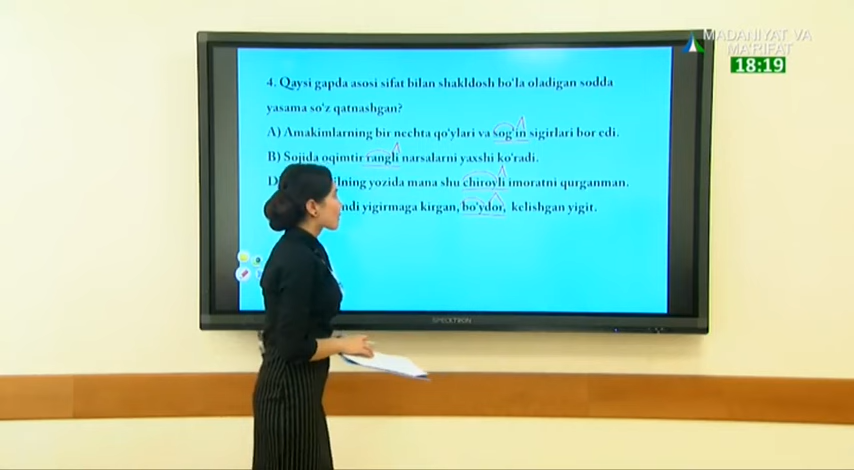 MADANIYAT VA
MA'RIFAT
18:19
4. Qaysi gapda asosi sifat bilan shakldosh bo'la oladigan sodda
yasama so'z qatnashgan?
A) Amakimlarning bir nechta qo'ylari va sog'in sigirlari bor edi.
B) Sojida oqimtir rangli narsalarni yaxshi ko'radi.
D) ilning yozida mana shu chiroyli imoratni qurganman.
ndi yigirmaga kirgan, bo'ydor, kelishgan yigit.
SPECKTRON